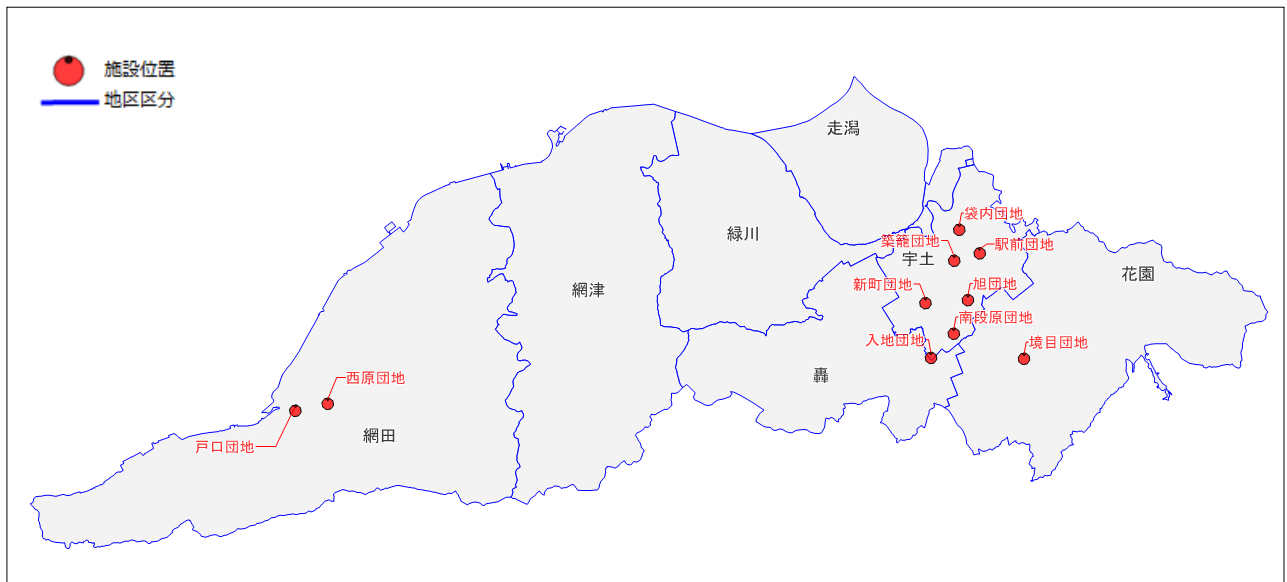 施設位置
地区区分
走潟
袋内団地
緑川
築籠団地
駅前団地
宇土
花園
網津
新町団地
旭団地
南段原団地
入地団地
境目団地
轟
西原団地
網田
戸口団地